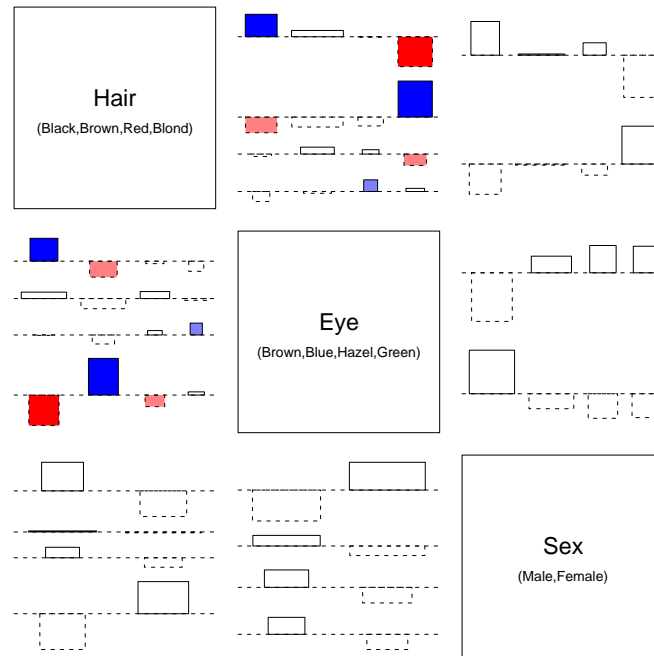 Hair
(Black,Brown,Red,Blond)
Eye
(Brown,Blue,Hazel,Green)
Sex
(Male,Female)